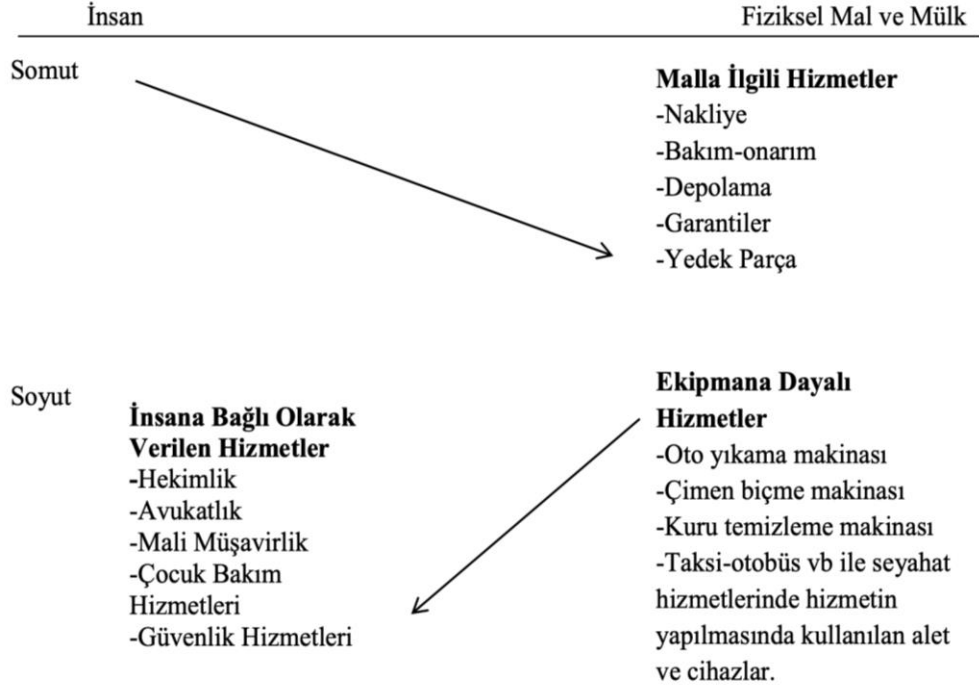 İnsan Fiziksel Mal ve Mülk
Somut
Malla İlgili Hizmetler
-Nakliye
-Bakım-onarım
-Depolama
-Garantiler
-Yedek Parça
Soyut
İnsana Bağlı Olarak
Verilen Hizmetler
-Hekimlik
-Avukatlık
-Mali Müşavirlik
-Çocuk Bakım
Hizmetleri
-Güvenlik Hizmetleri
Ekipmana Dayalı
Hizmetler
-Oto yıkama makinası
-Çimen biçme makinası
-Kuru temizleme makinası
-Taksi-otobüs vb ile seyahat
hizmetlerinde hizmetin
yapılmasında kullanılan alet
ve cihazlar.